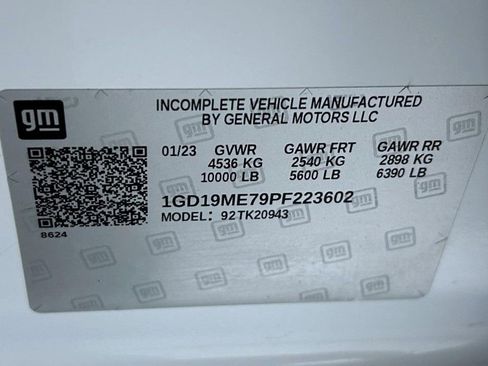 gm
INCOMPLETE VEHICLE MANUFACTURED
BY GENERAL MOTORS LLC
01/23 GVWR GAWR FRT GAWR RR
4536 KG 2540 KG 2898 KG
10000 LB 5600 LB 6390 LB
1GD19ME79PF223602
MODEL: 92TK20943
8624